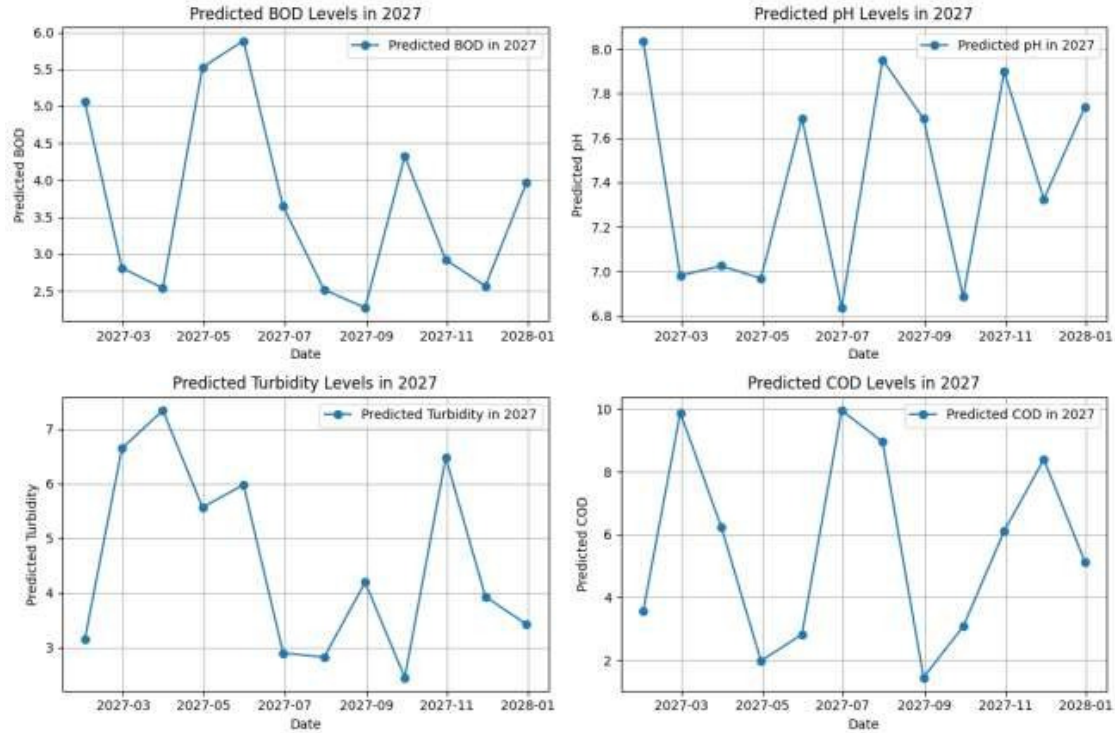 Predicted BOD Levels in 2027
Predicted BOD in 2027
6.0
5.5
5.0
4.5
4.0
3.5
3.0
2.5
Predicted BOD
2027-03 2027-05 2027-07 2027-09 2027-11 2028-01
Date
Predicted pH Levels in 2027
Predicted pH in 2027
8.0
7.8
7.6
7.4
7.2
7.0
6.8
Predicted pH
2027-03 2027-05 2027-07 2027-09 2027-11 2028-01
Date
Predicted Turbidity Levels in 2027
Predicted Turbidity in 2027
7
6
5
4
3
Predicted Turbidity
2027-03 2027-05 2027-07 2027-09 2027-11 2028-01
Date
Predicted COD Levels in 2027
Predicted COD in 2027
10
8
6
4
2
Predicted COD
2027-03 2027-05 2027-07 2027-09 2027-11 2028-01
Date